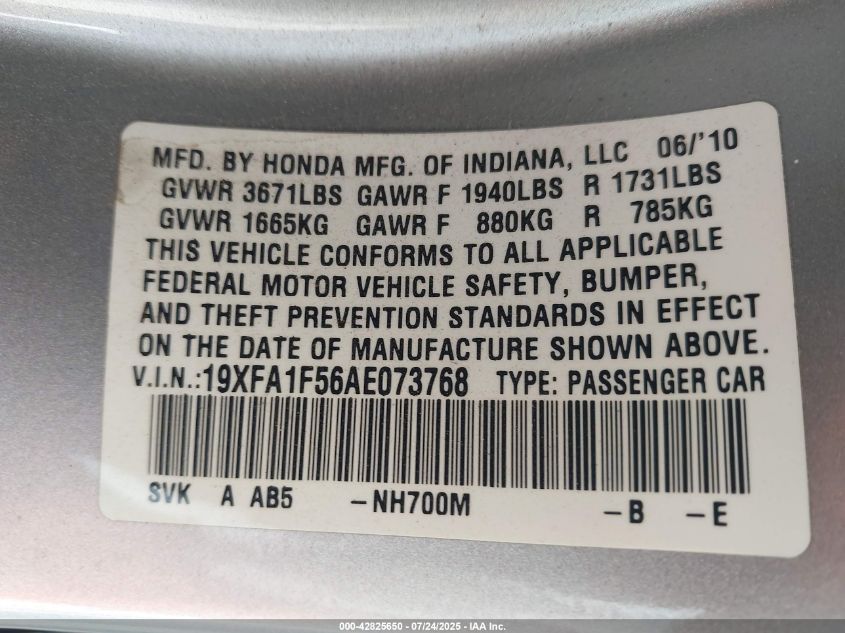 MFD. BY HONDA MFG. OF INDIANA, LLC 06/'10
GVWR 3671LBS GAWR F 1940LBS R 1731LBS
GVWR 1665KG GAWR F 880KG R 785KG
THIS VEHICLE CONFORMS TO ALL APPLICABLE
FEDERAL MOTOR VEHICLE SAFETY, BUMPER,
AND THEFT PREVENTION STANDARDS IN EFFECT
ON THE DATE OF MANUFACTURE SHOWN ABOVE.
V.I.N.:19XFA1F56AE073768 TYPE: PASSENGER CAR
SVK A AB5 -NH700M -B -E
000-42825650 - 07/24/2025 - IAA Inc.